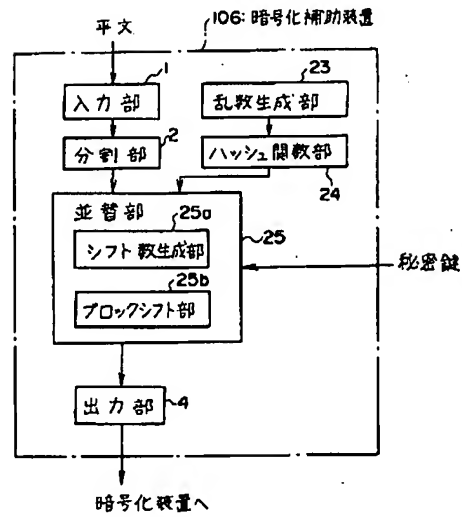 106:暗号化補助装置
平文
1
入力部
23
乱数生成部
2
分割部
ハッシュ関数部
24
並替部
25a
シフト数生成部
25
秘密鍵
25b
ブロックシフト部
出力部
4
暗号化装置へ